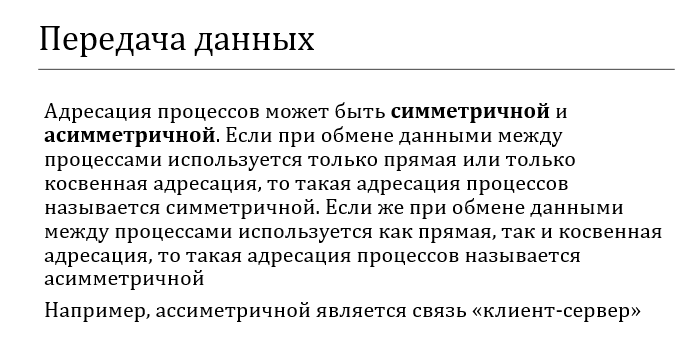 Передача данных
Адресация процессов может быть симметричной и
асимметричной. Если при обмене данными между
процессами используется только прямая или только
косвенная адресация, то такая адресация процессов
называется симметричной. Если же при обмене данными
между процессами используется как прямая, так и косвенная
адресация, то такая адресация процессов называется
асимметричной
Например, ассиметричной является связь «клиент-сервер»